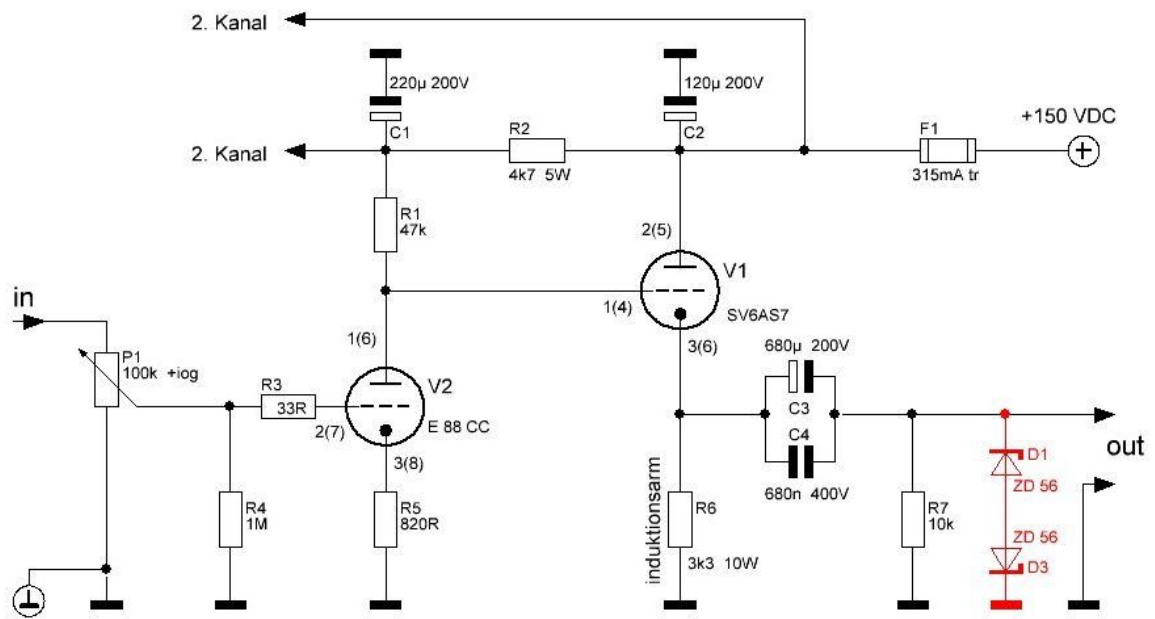 2. Kanal
220µ 200V
C1
120µ 200V
C2
+150 VDC
2. Kanal
R2
4k7 5W
F1
315mA tr
R1
47k
2(5)
V1
in
1(4)
SV6AS7
1(6)
3(6)
680µ 200V
P1
100k +iog
R3
33R
V2
C3
2(7)
E 88 CC
C4
out
3(8)
680n 400V
D1
ZD 56
R4
1M
R5
820R
induktionsarm
R6
3k3 10W
R7
10k
ZD 56
D3